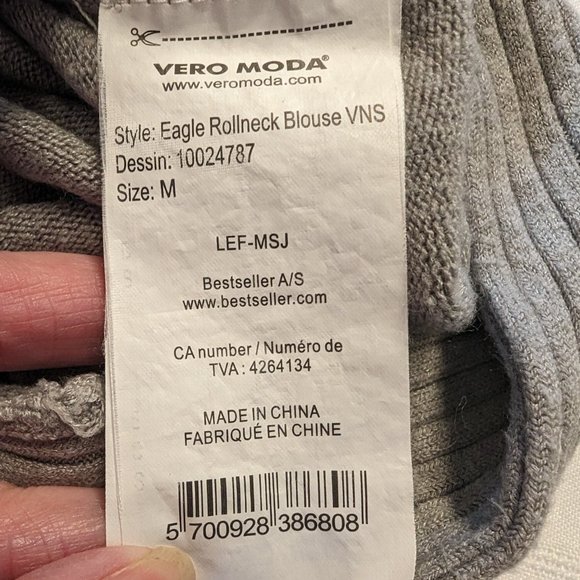 VERO MODA®
www.veromoda.com
Style: Eagle Rollneck Blouse VNS
Dessin: 10024787
Size: M
LEF-MSJ
Bestseller A/S
www.bestseller.com
CA number / Numéro de
TVA : 4264134
MADE IN CHINA
FABRIQUÉ EN CHINE
5 700928 386808